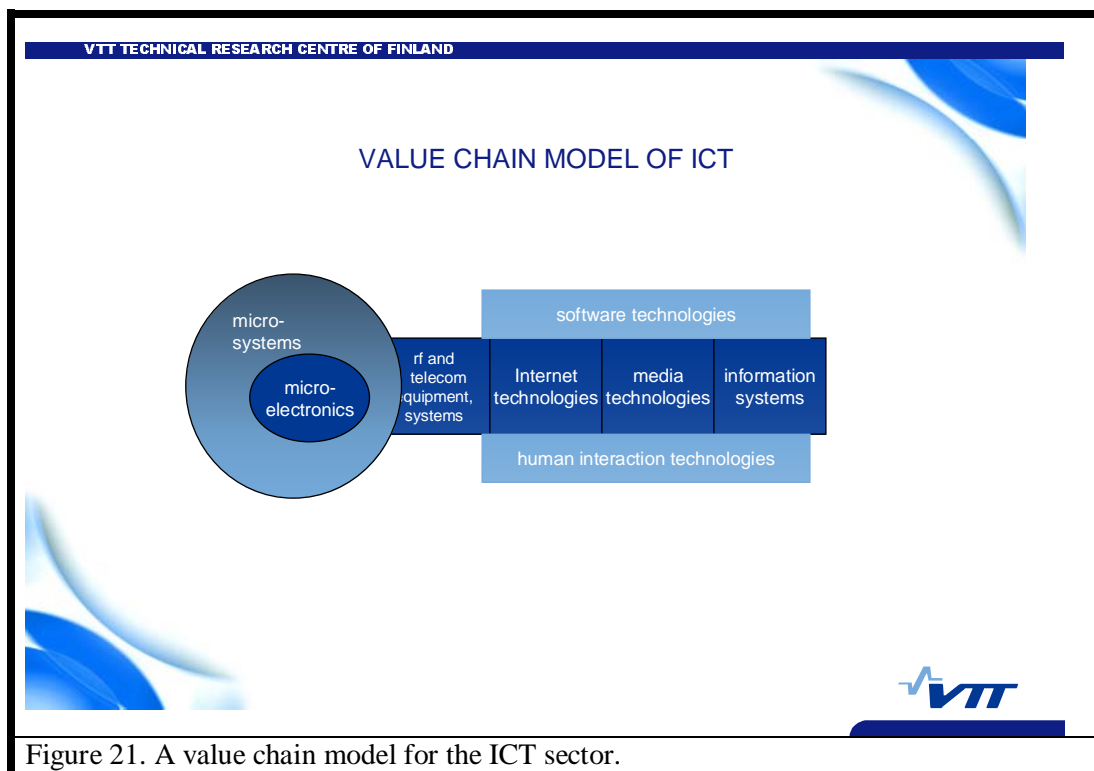 VTT TECHNICAL RESEARCH CENTRE OF FINLAND
VALUE CHAIN MODEL OF ICT
micro-
systems
micro-
electronics
rf and
telecom
equipment,
systems
software technologies
Internet
technologies
media
technologies
information
systems
human interaction technologies
VTT
Figure 21. A value chain model for the ICT sector.